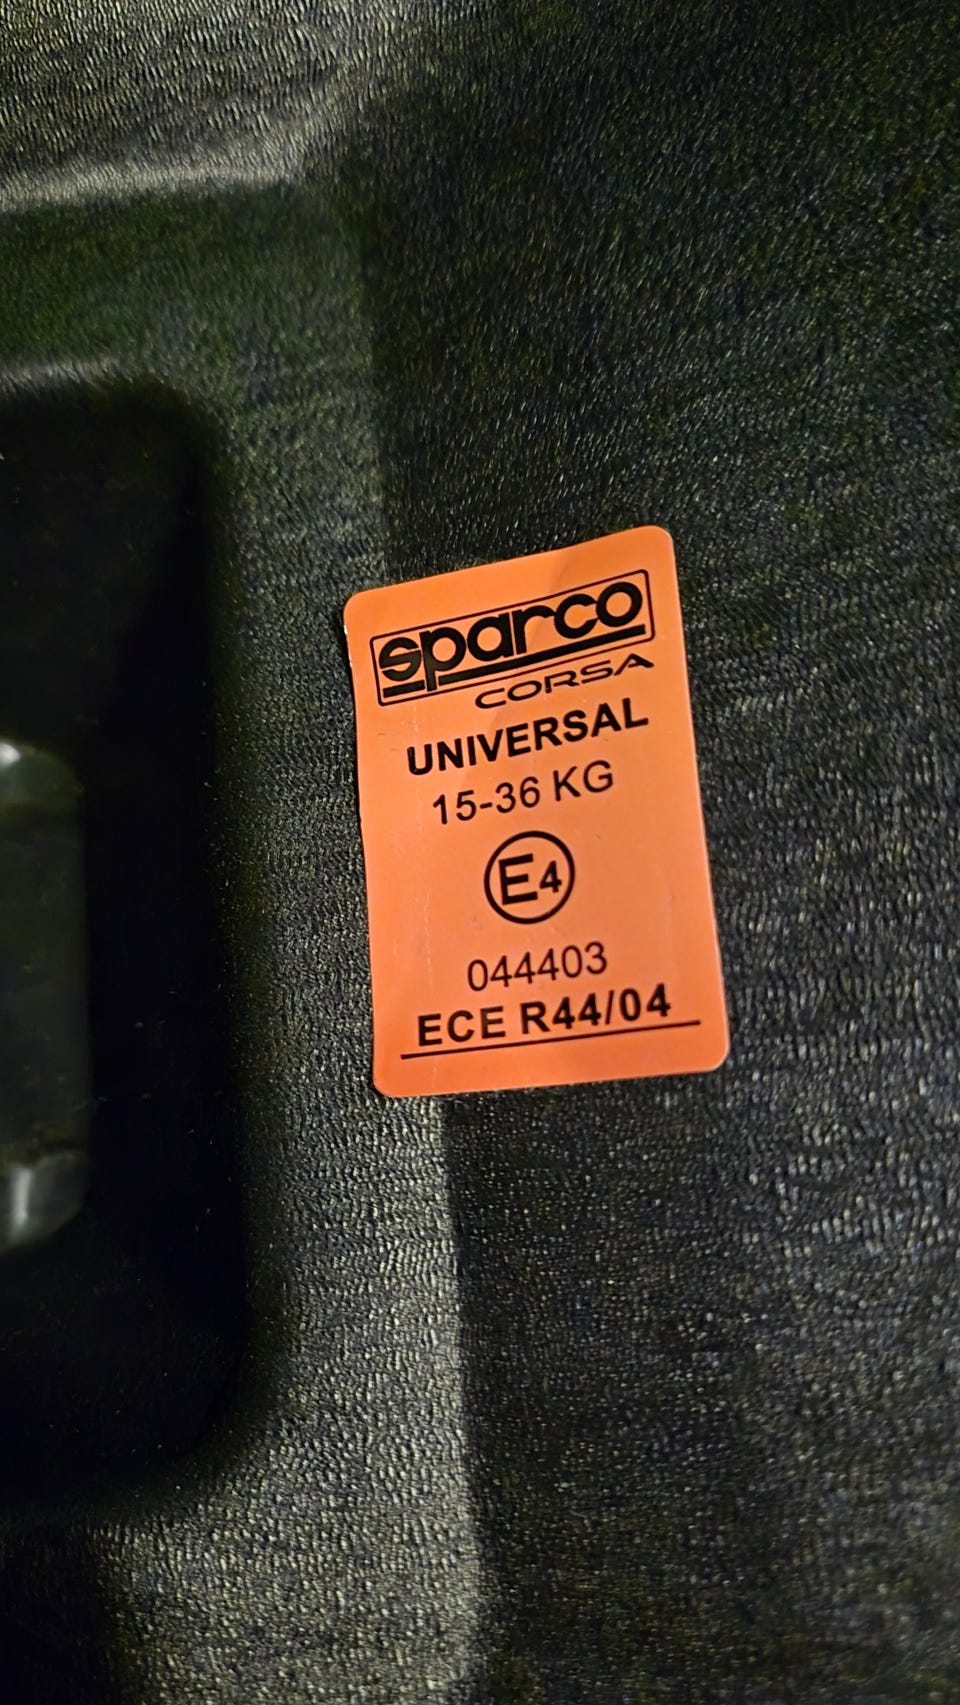 sparco
CORSA
UNIVERSAL
15-36 KG
E4
044403
ECE R44/04